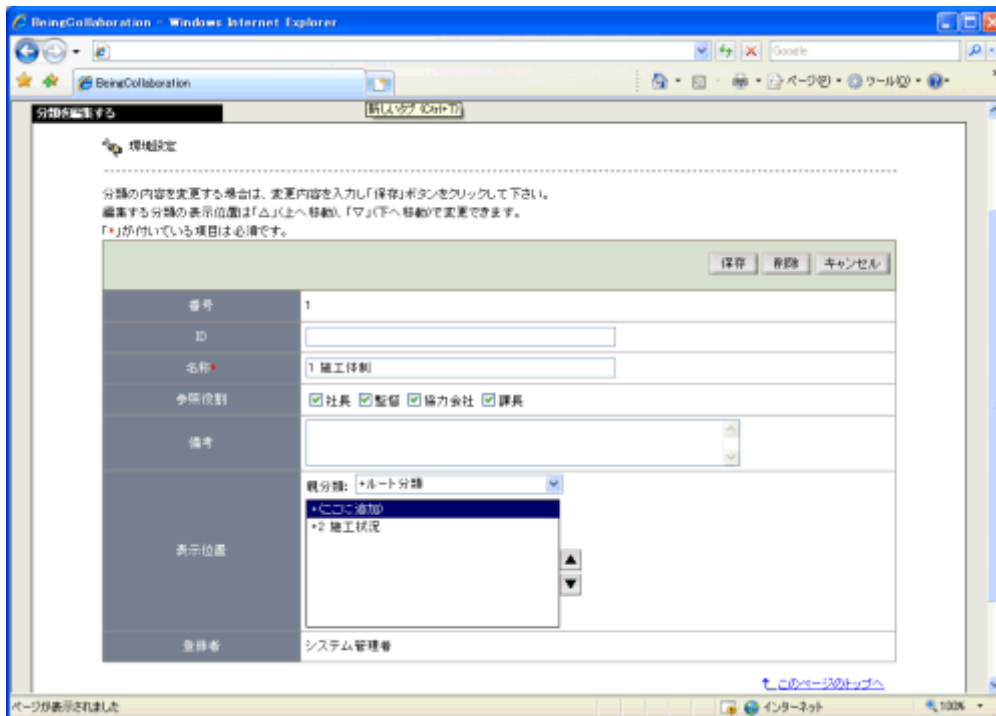 BeingCollaboration - Windows Internet Explorer
Google
BeingCollaboration
ページ(P) ツール(O)
新しいタブ (Ctrl+T)
分類を編集する
環境設定
分類の内容を変更する場合は、変更内容を入力し「保存」ボタンをクリックして下さい。
編集する分類の表示位置は「△」(上へ移動)、「▽」(下へ移動)で変更できます。
「*」が付いている項目は必須です。
保存 削除 キャンセル
番号 1
ID
名称* 1 施工体制
参照役割 社長 監督 協力会社 課長
備考
親分類: +ルート分類
+(ここに追加)
+2 施工状況
表示位置
▲
▼
登録者 システム管理者
このページのトップへ
ページが表示されました インターネット 100%